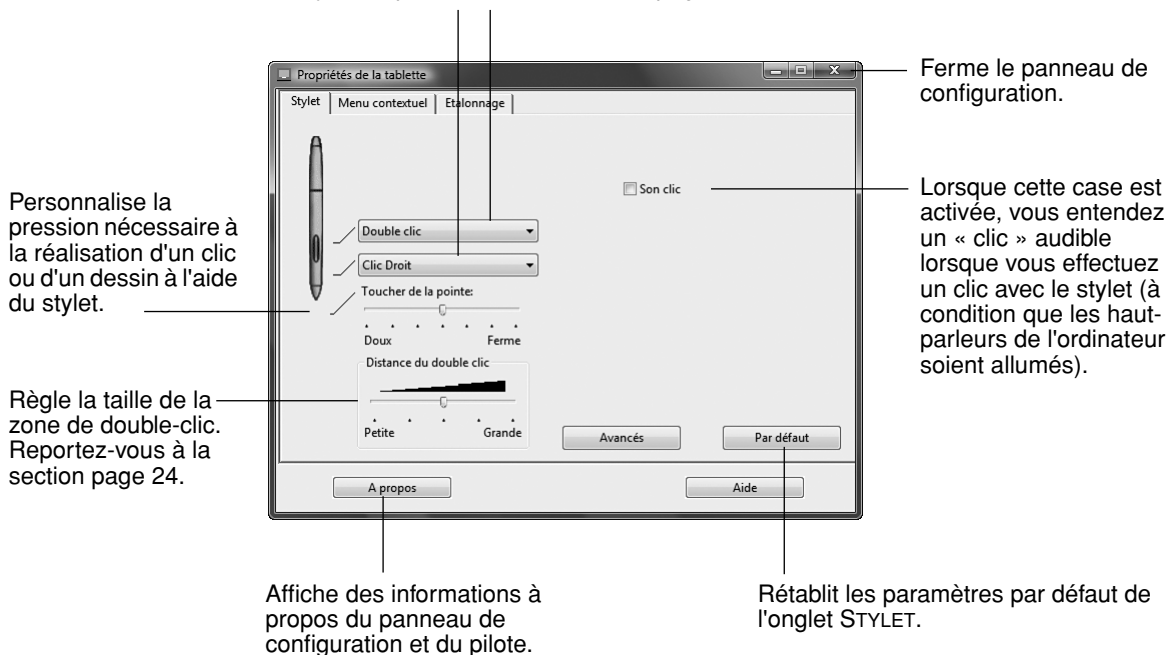 Propriétés de la tablette
Stylet
Menu contextuel
Etalonnage
Ferme le panneau de
configuration.
Son clic
Lorsque cette case est
activée, vous entendez
un « clic » audible
lorsque vous effectuez
un clic avec le stylet (à
condition que les haut-
parleurs de l'ordinateur
soient allumés).
Personnalise la
pression nécessaire à
la réalisation d'un clic
ou d'un dessin à l'aide
du stylet.
Double clic
Clic Droit
Toucher de la pointe:
Doux
Ferme
Distance du double clic
Petite
Grande
Règle la taille de la
zone de double-clic.
Reportez-vous à la
section page 24.
Avancés
Par défaut
A propos
Aide
Affiche des informations à
propos du panneau de
configuration et du pilote.
Rétablit les paramètres par défaut de
l'onglet STYLET.